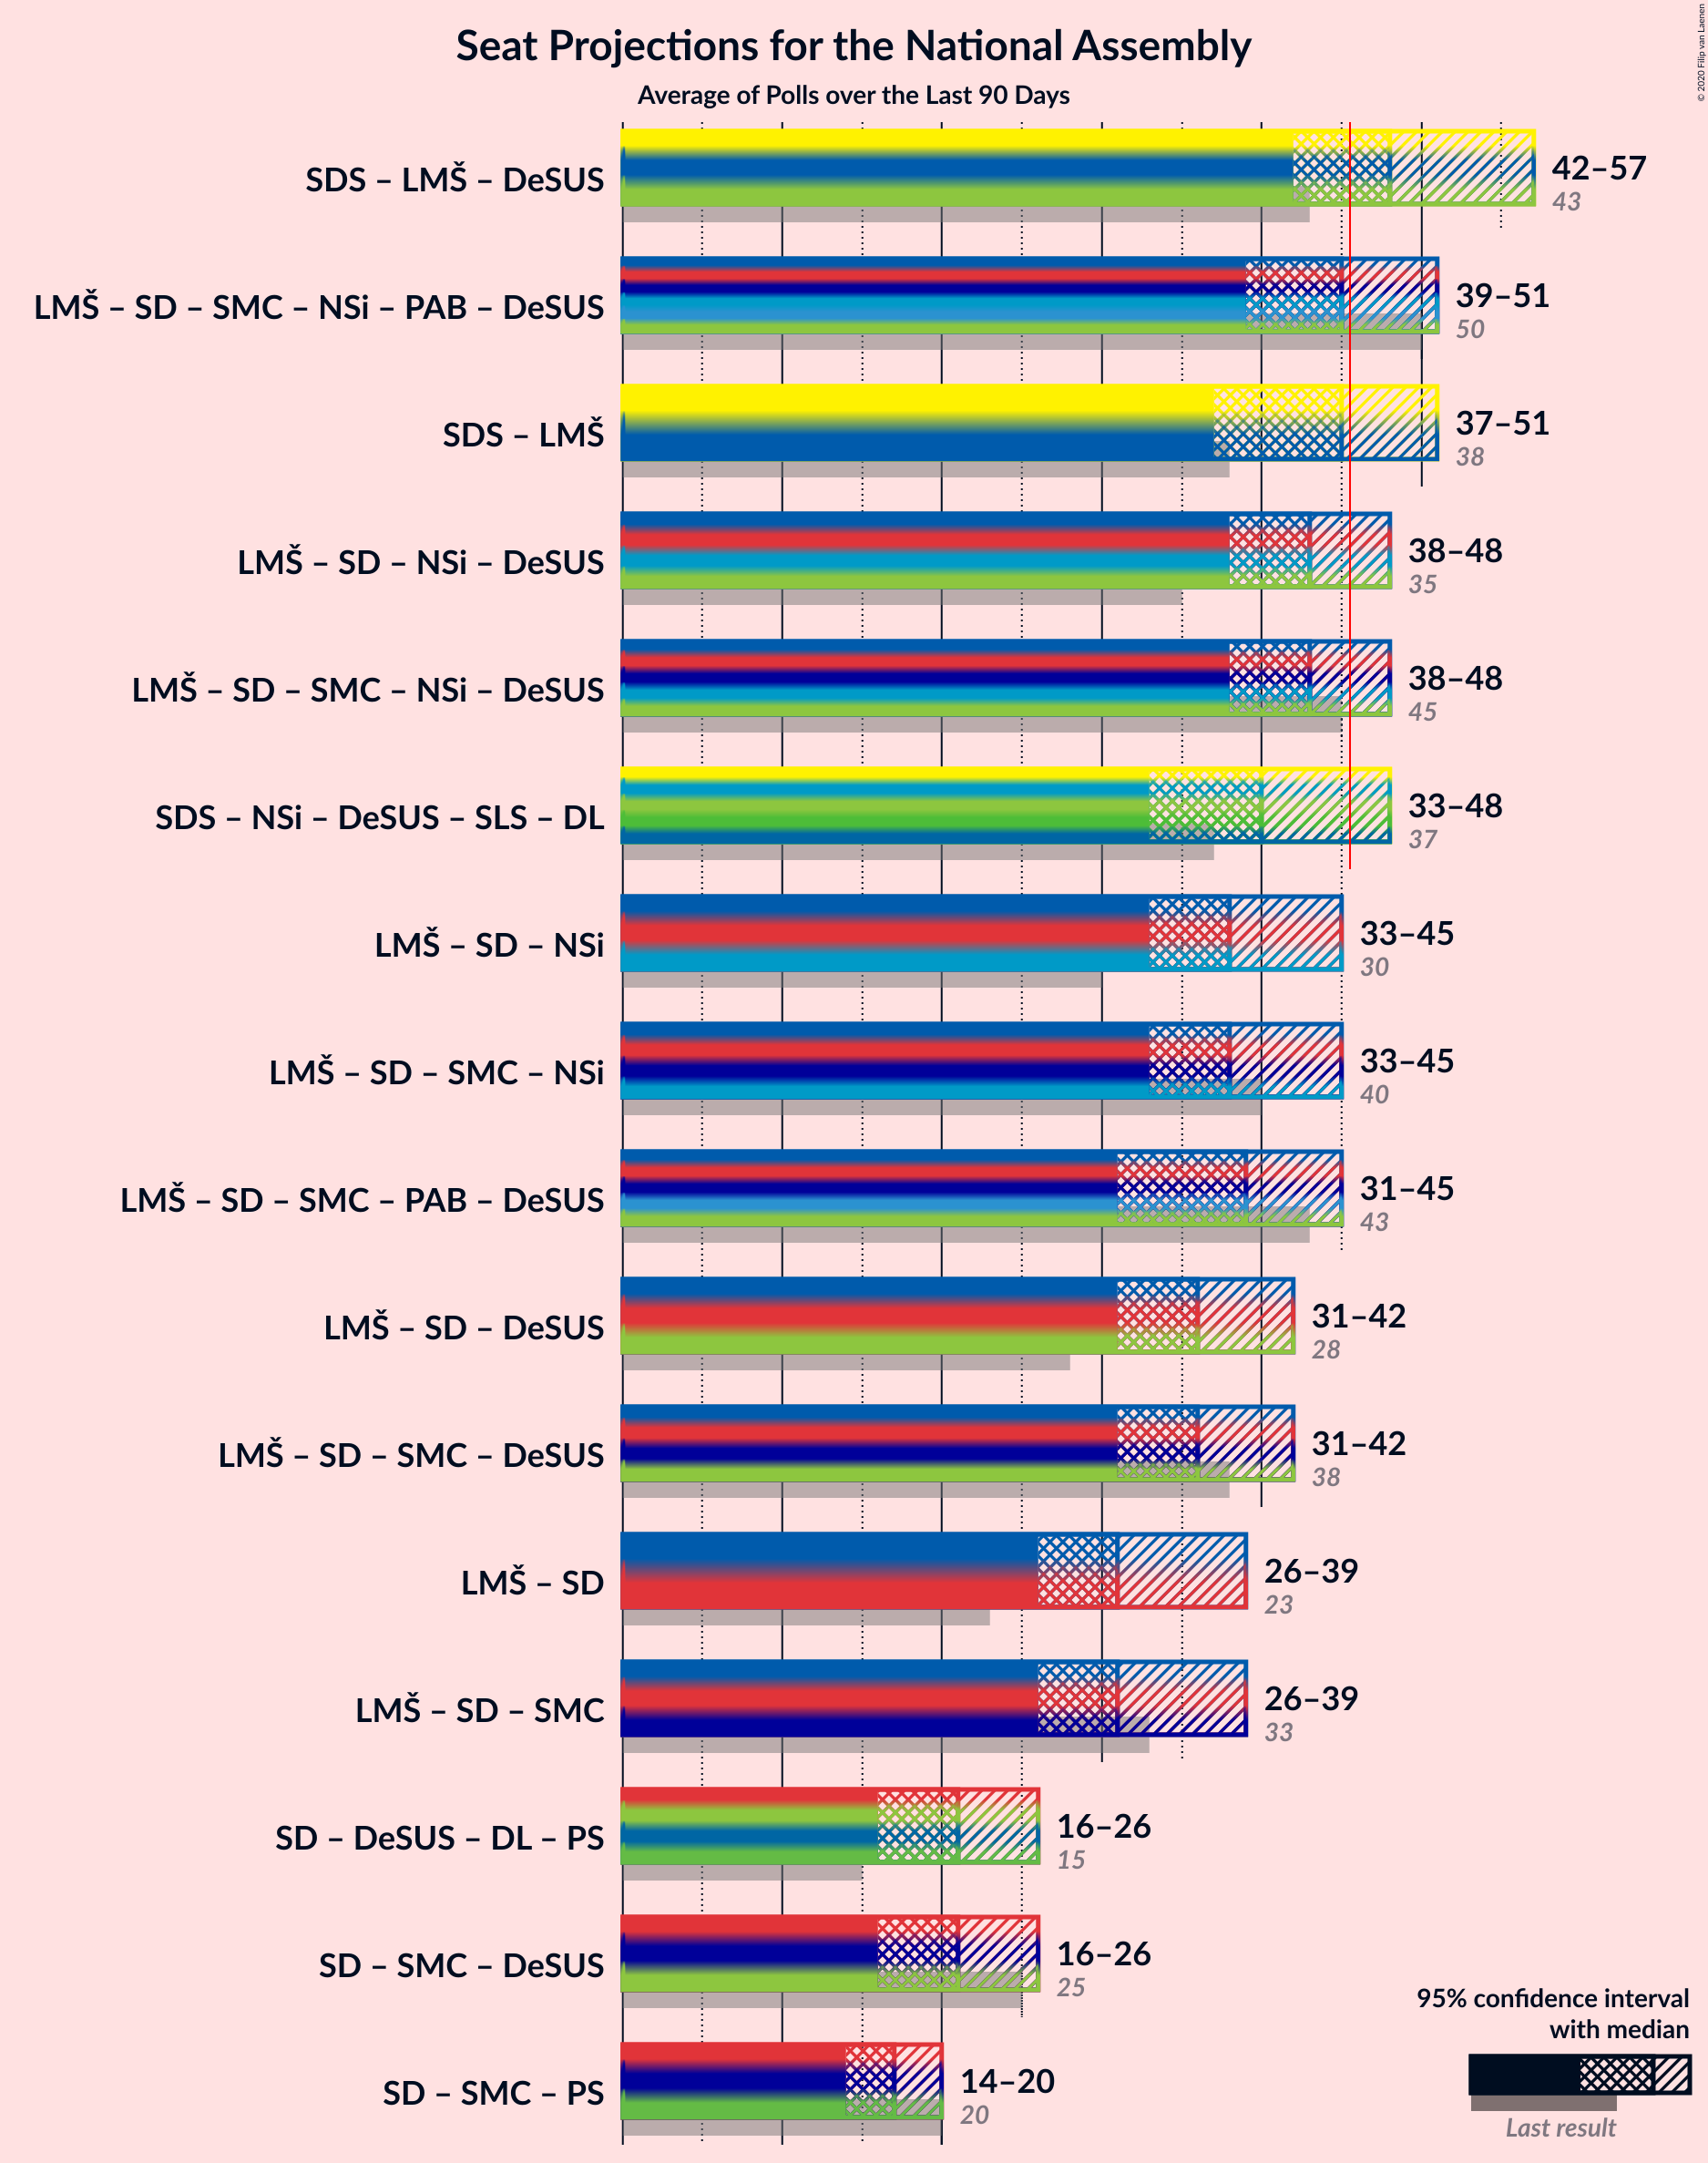 Seat Projections for the National Assembly
Average of Polls over the Last 90 Days
© 2020 Filip van Laenen
SDS – LMŠ – DeSUS
42–57
43
LMŠ – SD – SMC – NSi – PAB – DeSUS
39–51
50
SDS – LMŠ
37–51
38
LMŠ – SD – NSi – DeSUS
38–48
35
LMŠ – SD – SMC – NSi – DeSUS
38–48
45
SDS – NSi – DeSUS – SLS – DL
33–48
37
LMŠ – SD – NSi
33–45
30
LMŠ – SD – SMC – NSi
33–45
40
LMŠ – SD – SMC – PAB – DeSUS
31–45
43
LMŠ – SD – DeSUS
31–42
28
LMŠ – SD – SMC – DeSUS
31–42
38
LMŠ – SD
26–39
23
LMŠ – SD – SMC
26–39
33
SD – DeSUS – DL – PS
16–26
15
SD – SMC – DeSUS
16–26
25
SD – SMC – PS
14–20
20
95% confidence interval
with median
Last result